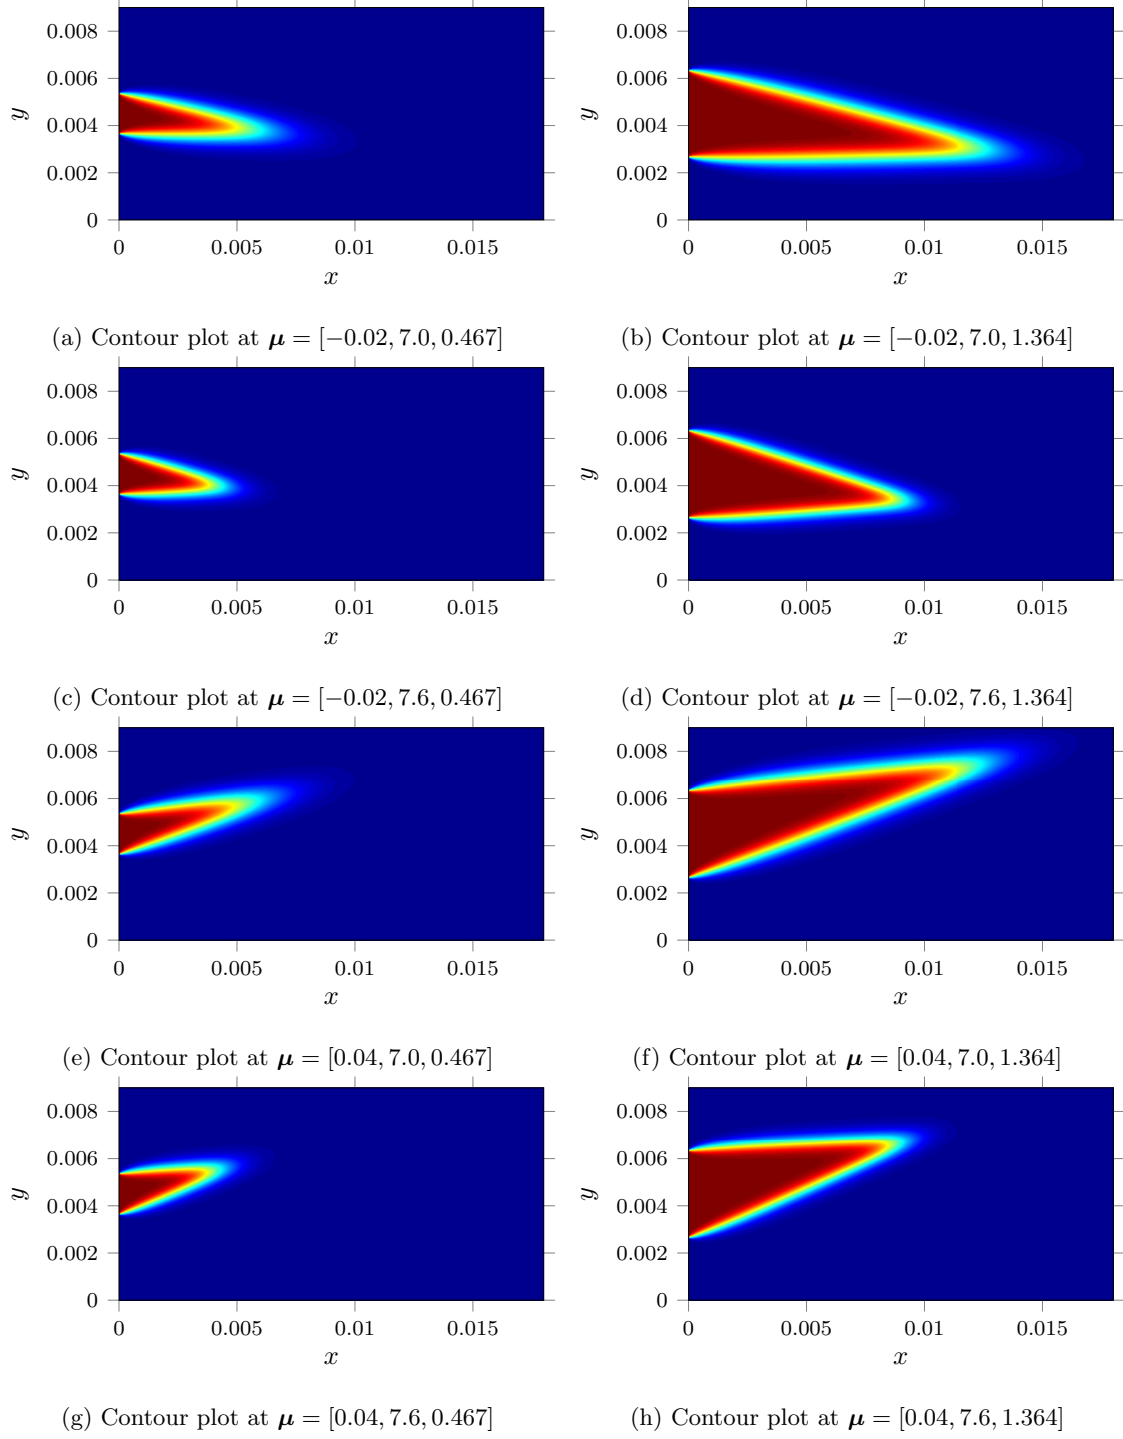 0.008
0.006
0.004
0.002
0
y
0 0.005 0.01 0.015
x
(a) Contour plot at μ = [−0.02, 7.0, 0.467]
0.008
0.006
0.004
0.002
0
y
0 0.005 0.01 0.015
x
(b) Contour plot at μ = [−0.02, 7.0, 1.364]
0.008
0.006
0.004
0.002
0
y
0 0.005 0.01 0.015
x
(c) Contour plot at μ = [−0.02, 7.6, 0.467]
0.008
0.006
0.004
0.002
0
y
0 0.005 0.01 0.015
x
(d) Contour plot at μ = [−0.02, 7.6, 1.364]
0.008
0.006
0.004
0.002
0
y
0 0.005 0.01 0.015
x
(e) Contour plot at μ = [0.04, 7.0, 0.467]
0.008
0.006
0.004
0.002
0
y
0 0.005 0.01 0.015
x
(f) Contour plot at μ = [0.04, 7.0, 1.364]
0.008
0.006
0.004
0.002
0
y
0 0.005 0.01 0.015
x
(g) Contour plot at μ = [0.04, 7.6, 0.467]
0.008
0.006
0.004
0.002
0
y
0 0.005 0.01 0.015
x
(h) Contour plot at μ = [0.04, 7.6, 1.364]